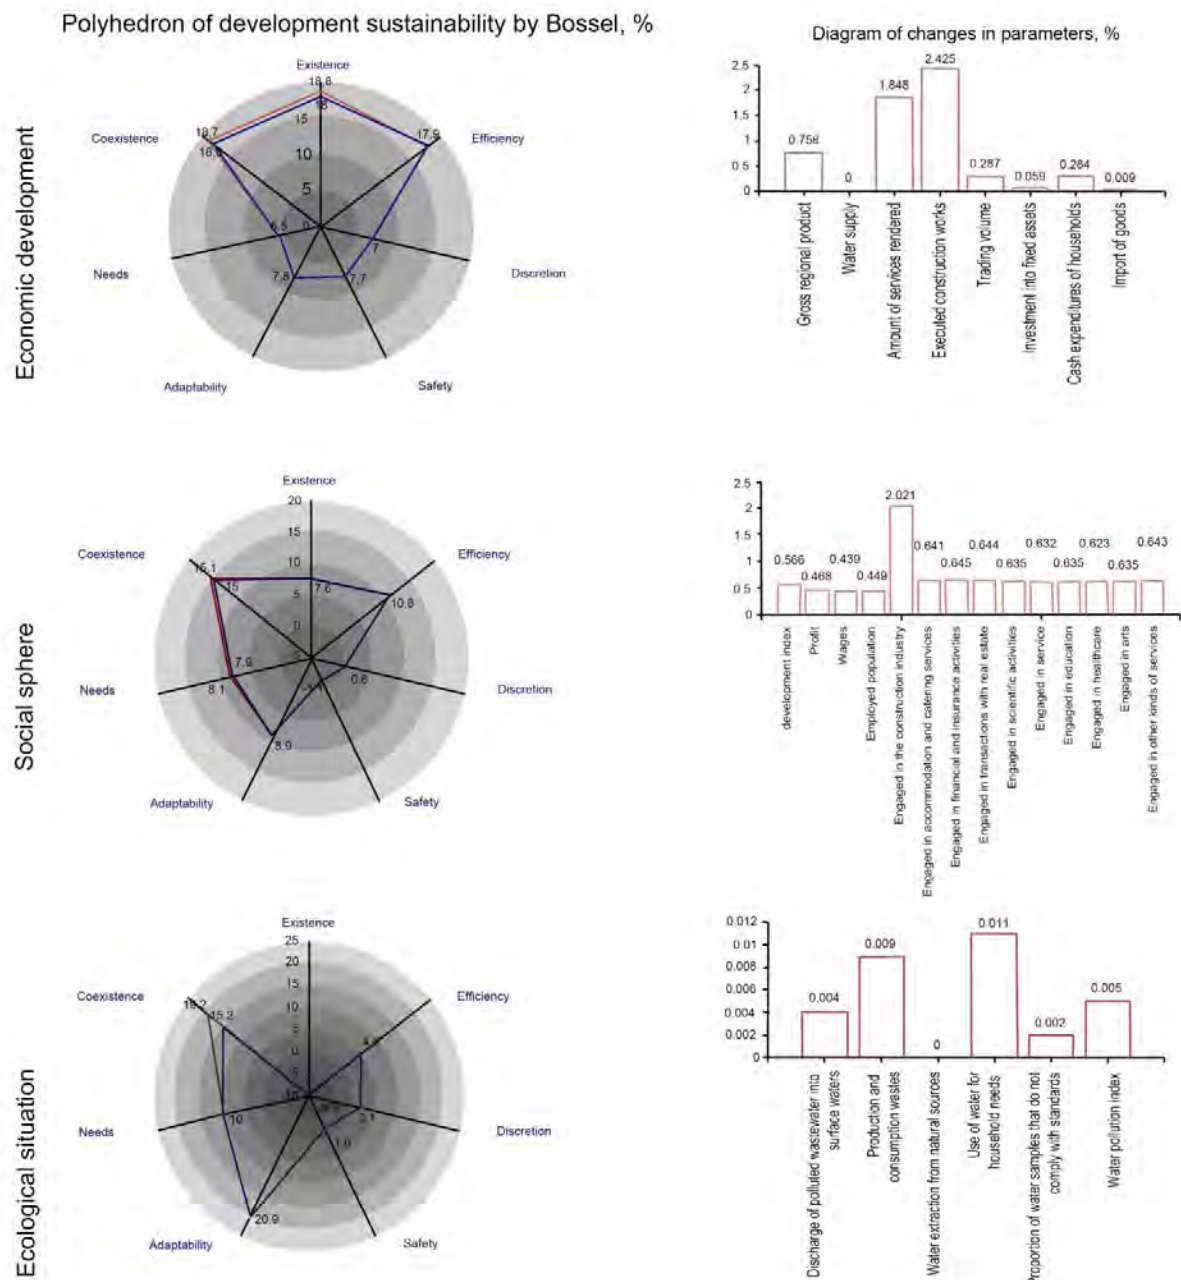 Polyhedron of development sustainability by Bossel, %
Diagram of changes in parameters, %
Economic development
Existence
18.8
18
15
10
5
0
Coexistence
18.7
Efficiency
17.9
Needs
6.5
Discretion
7
Adaptability
7.8
Safety
7.7
2.5
2
1.5
1
0.5
0
0.758
0
1.848
2.425
0.287
0.059
0.284
0.009
Gross regional product
Water supply
Amount of services rendered
Executed construction works
Trading volume
Investment into fixed assets
Cash expenditures of households
Import of goods
Social sphere
Existence
20
15
10
5
0
7.6
Coexistence
15.1
15
Efficiency
10.8
Needs
7.9
8.1
Discretion
0.6
Adaptability
8.9
Safety
2.5
2
1.5
1
0.5
0
0.566
0.468
0.439
0.449
2.021
0.641
0.645
0.644
0.635
0.632
0.635
0.623
0.635
0.643
development index
Profit
Wages
Employed population
Engaged in the construction industry
Engaged in accommodation and catering services
Engaged in financial and insurance activities
Engaged in transactions with real estate
Engaged in scientific activities
Engaged in service
Engaged in education
Engaged in healthcare
Engaged in arts
Engaged in other kinds of services
Ecological situation
Existence
25
20
15
10
5
0
Coexistence
15.2
Efficiency
Needs
10
Discretion
Adaptability
20.9
Safety
0.012
0.01
0.008
0.006
0.004
0.002
0
0.004
0.009
0
0.011
0.002
0.005
Discharge of polluted wastewater into
surface waters
Production and
consumption wastes
Water extraction from natural sources
Use of water for
household needs
Proportion of water samples that do not
comply with standards
Water pollution index